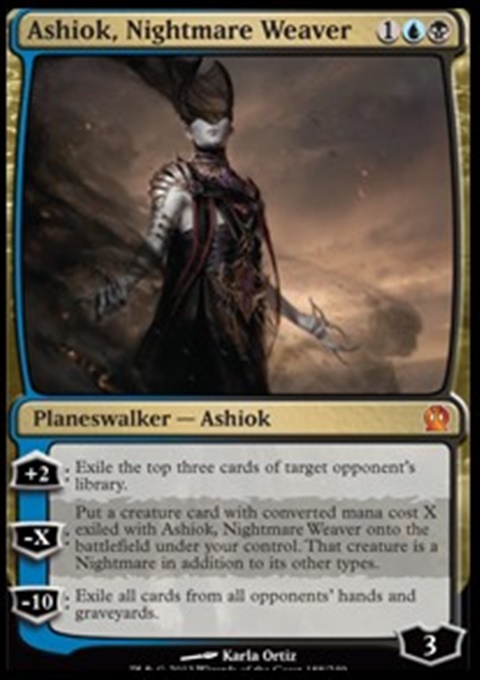 Ashiok, Nightmare Weaver 1
Planeswalker — Ashiok
+2 : Exile the top three cards of target opponent's
library.
Put a creature card with converted mana cost X
-X : exiled with Ashiok, Nightmare Weaver onto the
battlefield under your control. That creature is a
Nightmare in addition to its other types.
-10 : Exile all cards from all opponents' hands and
graveyards.
3
Karla Ortiz